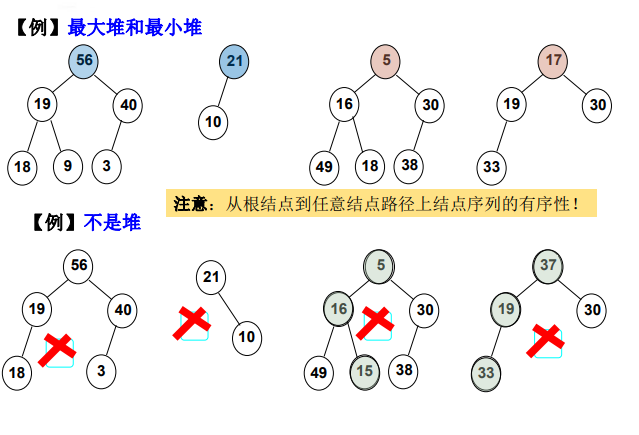 【例】最大堆和最小堆
56 21 5 17
19 40 10 16 30 19 30
18 9 3 49 18 38 33
注意：从根结点到任意结点路径上结点序列的有序性！
【例】不是堆
56 21 5 37
19 40 10 16 30 19 30
18 3 49 15 38 33